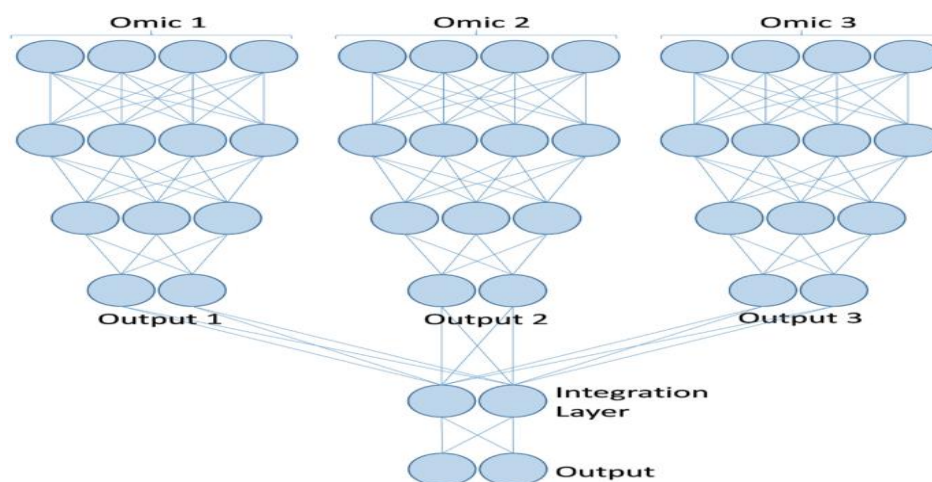 Omic 1
Omic 2
Omic 3
Output 1
Output 2
Output 3
Integration
Layer
Output